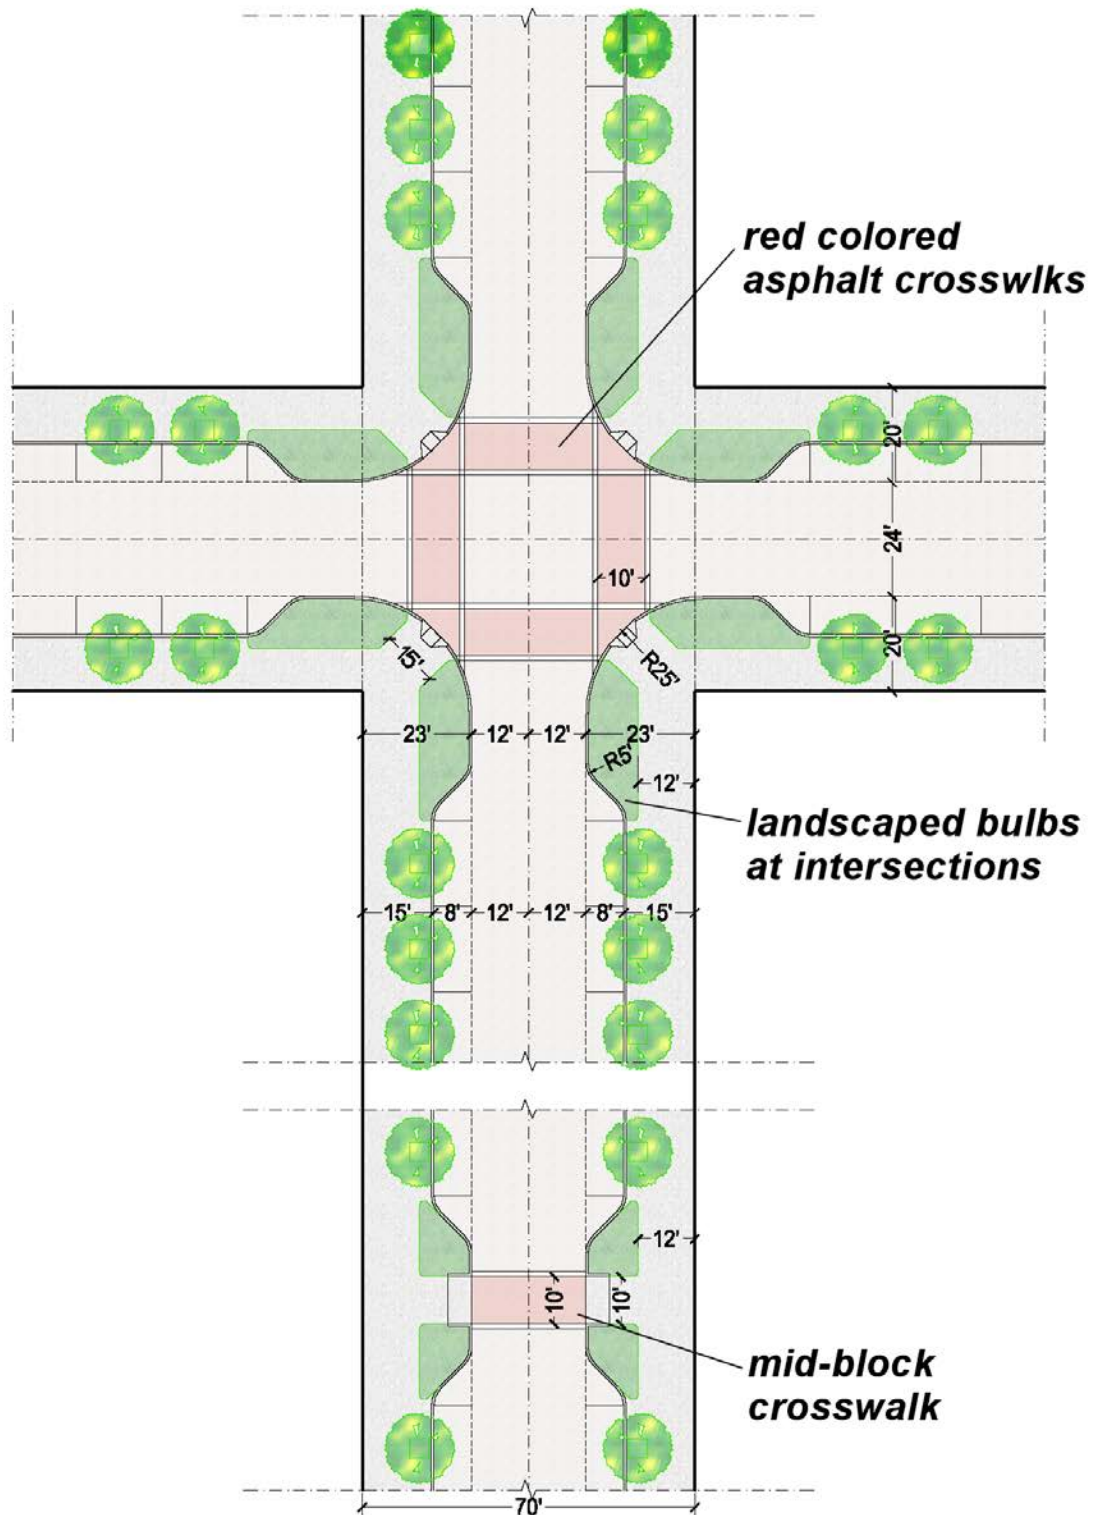 red colored
asphalt crosswlks
20'
24'
10'
20'
15'
R25'
23'
12'
12'
23'
R5'
12'
landscaped bulbs
at intersections
15'
8'
12'
12'
8'
15'
12'
10'
10'
mid-block
crosswalk
70'